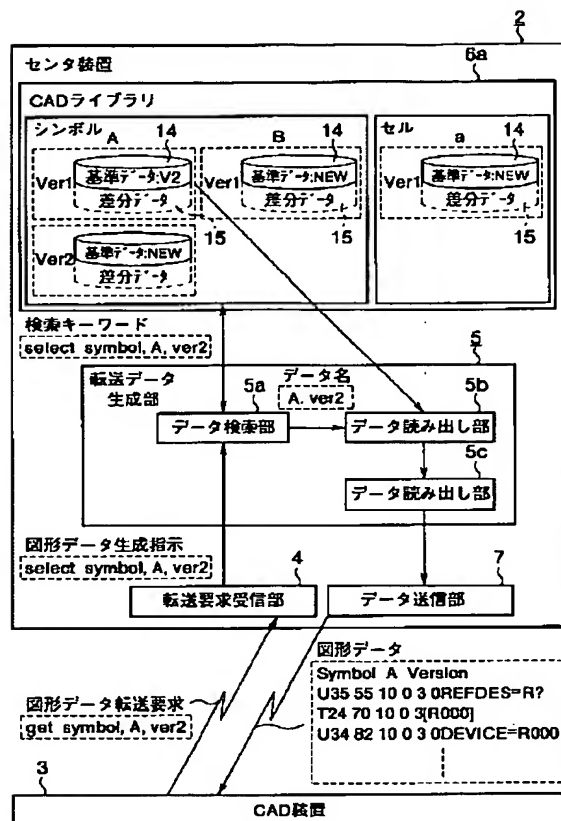 2
センタ装置
6a
CADライブラリ
シンボル
セル
A
14
B
14
a
14
Ver1
基準データ:V2
差分データ
15
Ver1
基準データ:NEW
差分データ
15
Ver1
基準データ:NEW
差分データ
15
Ver2
基準データ:NEW
差分データ
検索キーワード
select symbol, A, ver2
5
転送データ
生成部
データ名
A. ver2
5a
データ検索部
5b
データ読み出し部
5c
データ読み出し部
図形データ生成指示
select symbol, A, ver2
4
転送要求受信部
7
データ送信部
図形データ
Symbol A Version
U35 55 10 0 3 0REFDES=R?
T24 70 10 0 3[R000]
U34 82 10 0 3 0DEVICE=R000
図形データ転送要求
get symbol, A, ver2
3
CAD装置